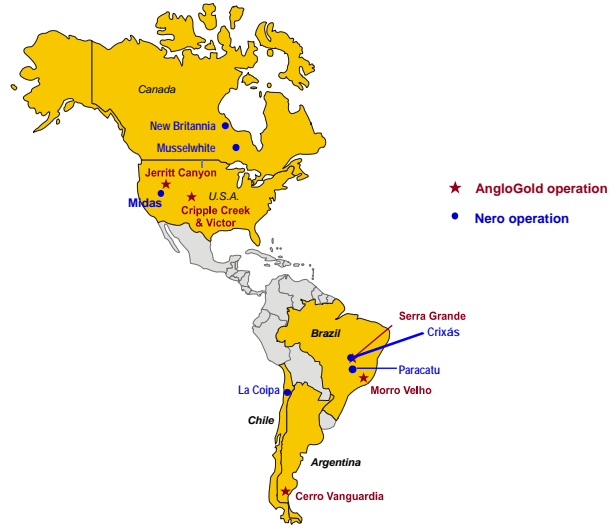 Canada
New Britannia
Musselwhite
Jerritt Canyon
U.S.A.
Midas
Cripple Creek
& Victor
AngloGold operation
Nero operation
Serra Grande
Brazil
Crixás
Paracatu
La Coipa
Morro Velho
Chile
Argentina
Cerro Vanguardia